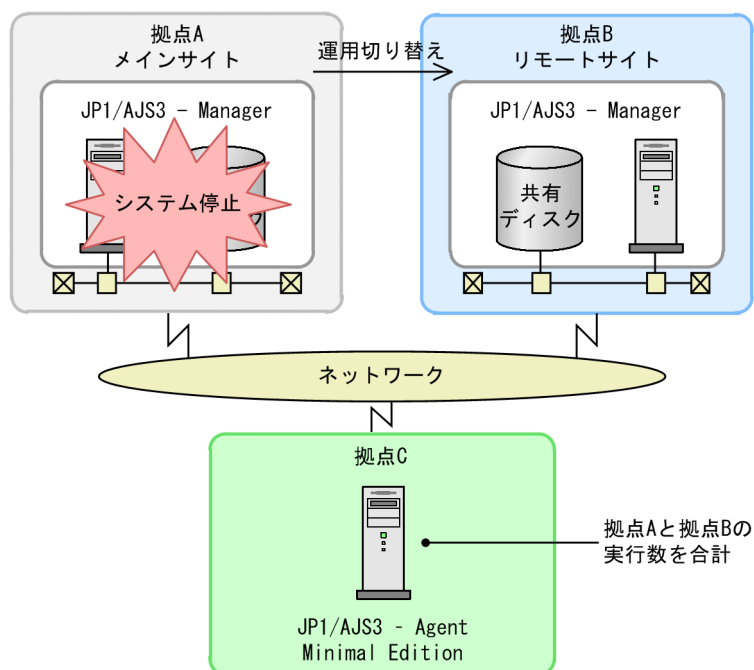 拠点A
メインサイト
運用切り替え
拠点B
リモートサイト
JP1/AJS3 － Manager
システム停止
JP1/AJS3 － Manager
共有
ディスク
ネットワーク
拠点C
拠点Aと拠点Bの
実行数を合計
JP1/AJS3 - Agent
Minimal Edition